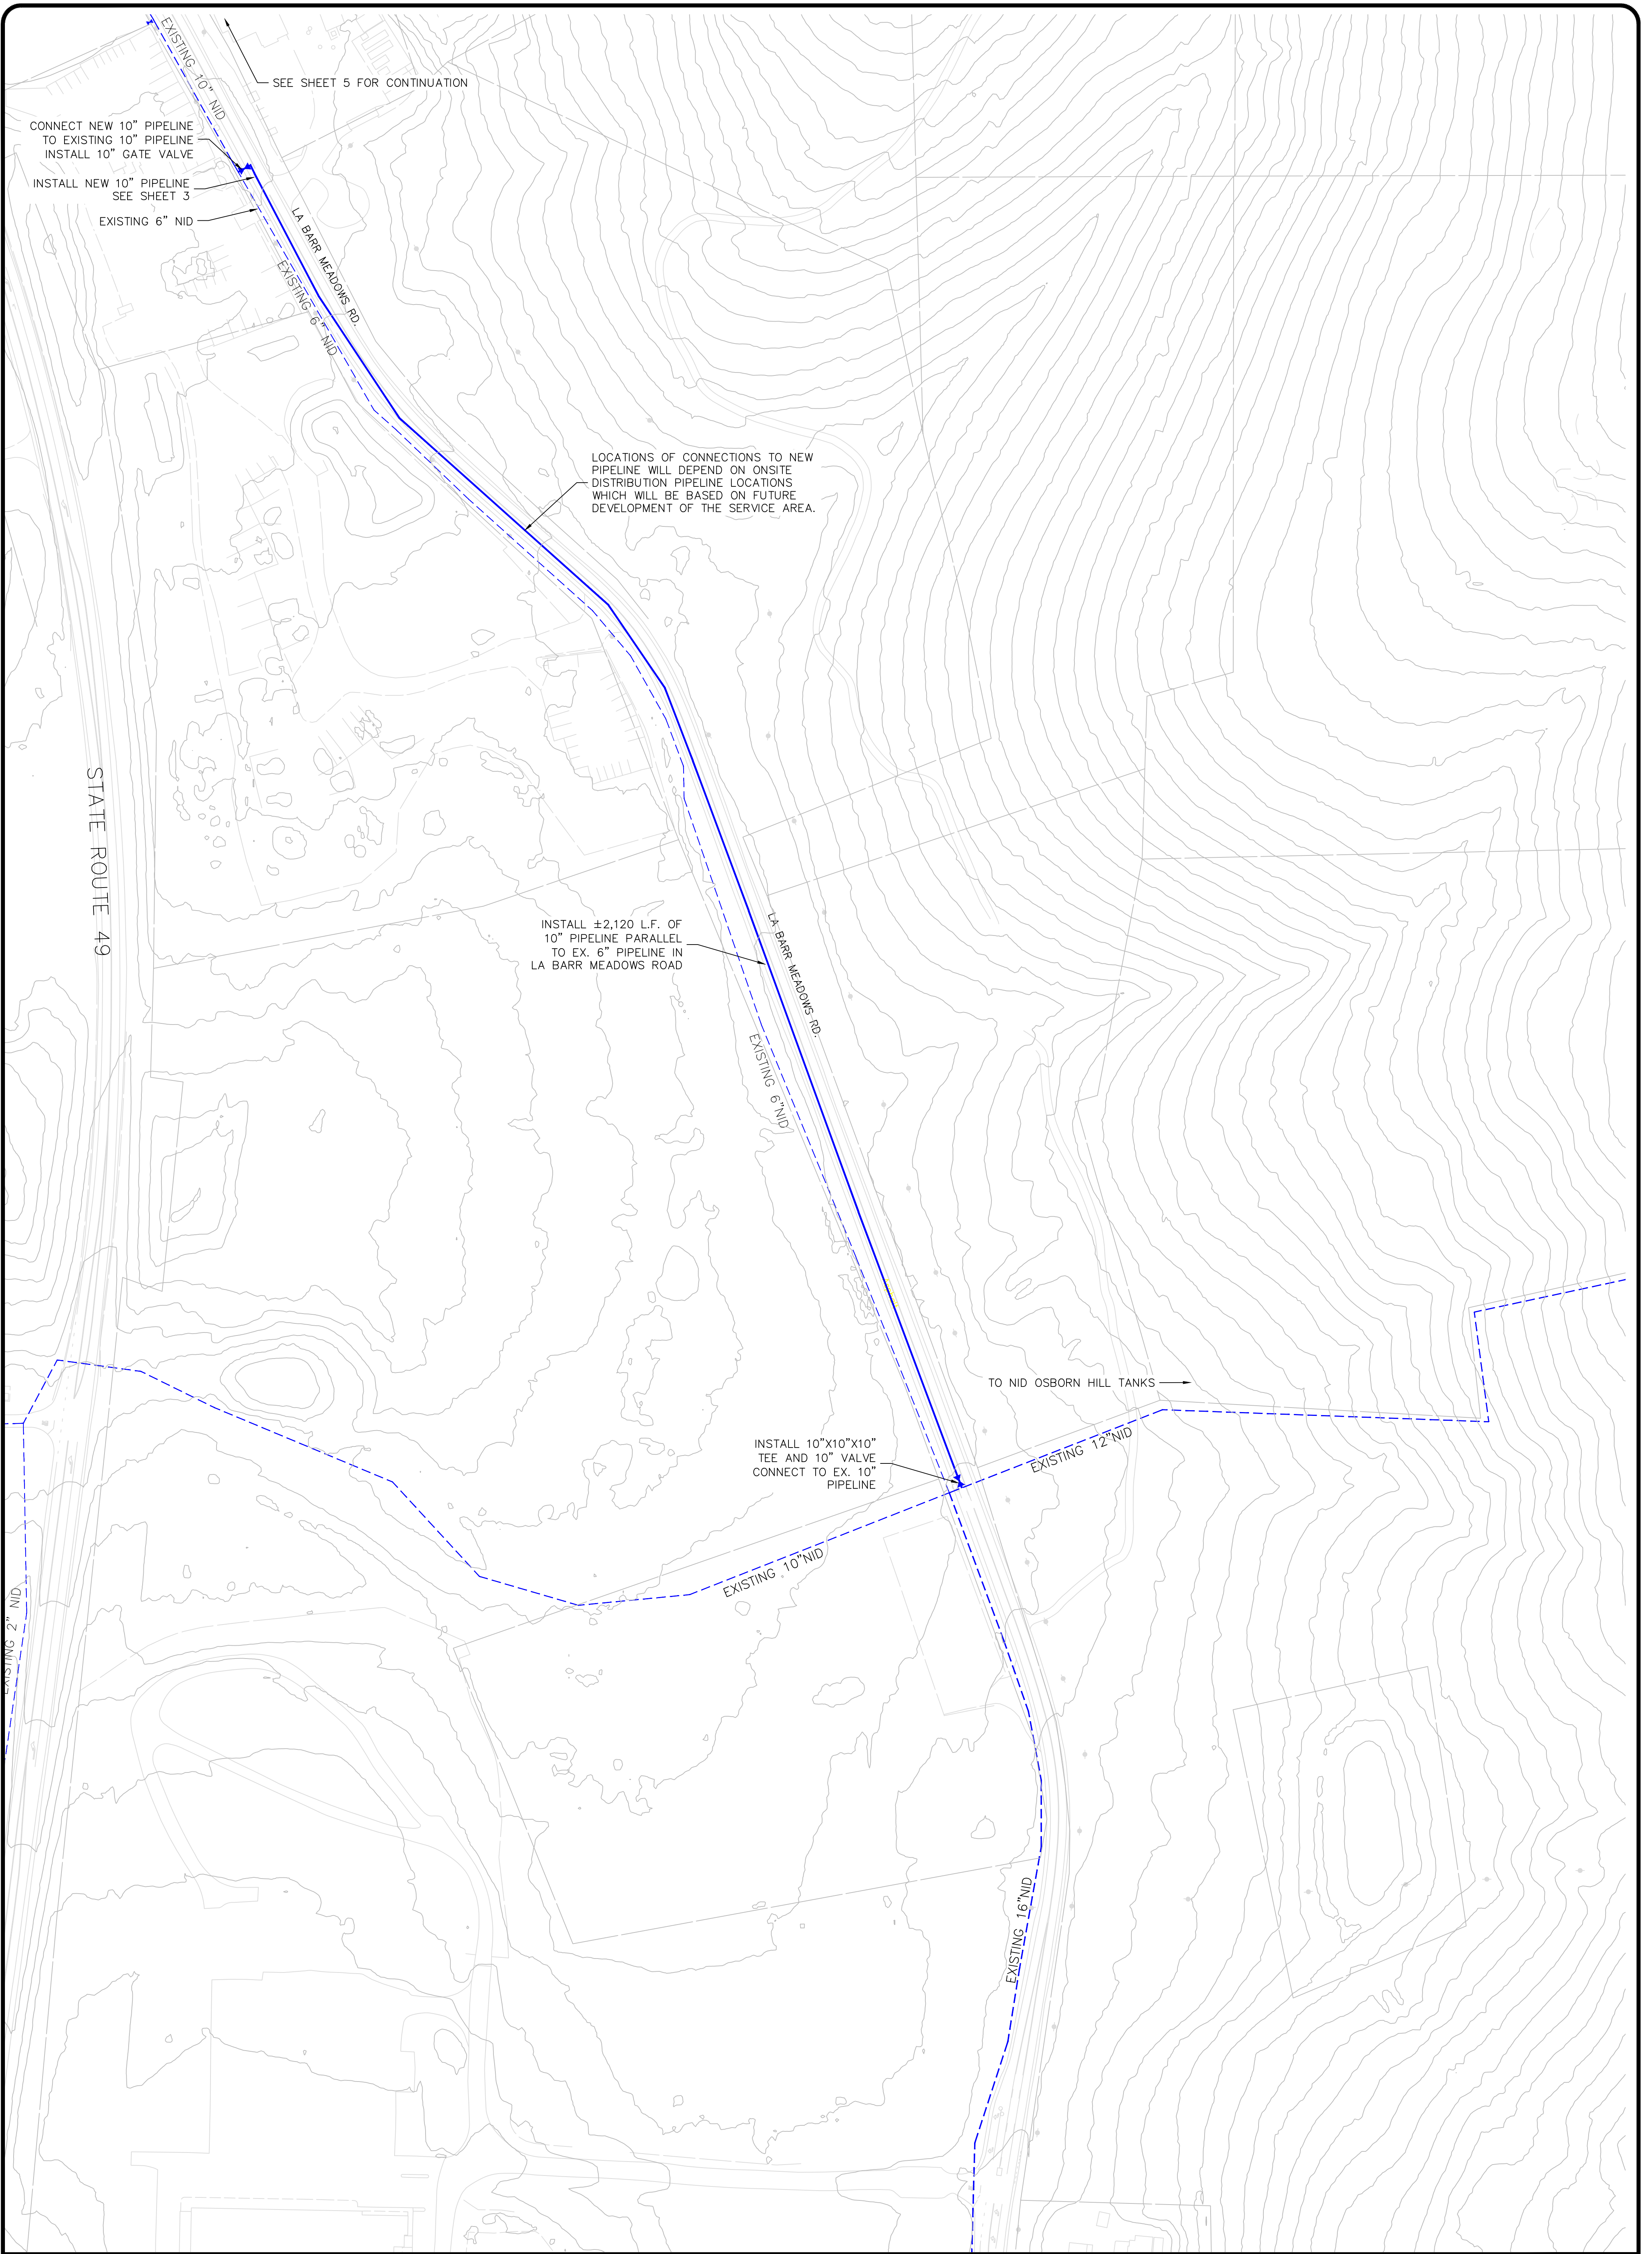 EXISTING 10" NID
SEE SHEET 5 FOR CONTINUATION
CONNECT NEW 10" PIPELINE
TO EXISTING 10" PIPELINE
INSTALL 10" GATE VALVE
INSTALL NEW 10" PIPELINE
SEE SHEET 3
EXISTING 6" NID
LA BARR MEADOWS RD.
EXISTING 6" NID
LOCATIONS OF CONNECTIONS TO NEW
PIPELINE WILL DEPEND ON ONSITE
DISTRIBUTION PIPELINE LOCATIONS
WHICH WILL BE BASED ON FUTURE
DEVELOPMENT OF THE SERVICE AREA.
STATE ROUTE 49
INSTALL ±2,120 L.F. OF
10" PIPELINE PARALLEL
TO EX. 6" PIPELINE IN
LA BARR MEADOWS ROAD
LA BARR MEADOWS RD.
EXISTING 6"NID
TO NID OSBORN HILL TANKS
INSTALL 10"X10"X10"
TEE AND 10" VALVE
CONNECT TO EX. 10"
PIPELINE
EXISTING 12"NID
EXISTING 10"NID
EXISTING 2" NID
EXISTING 16"NID